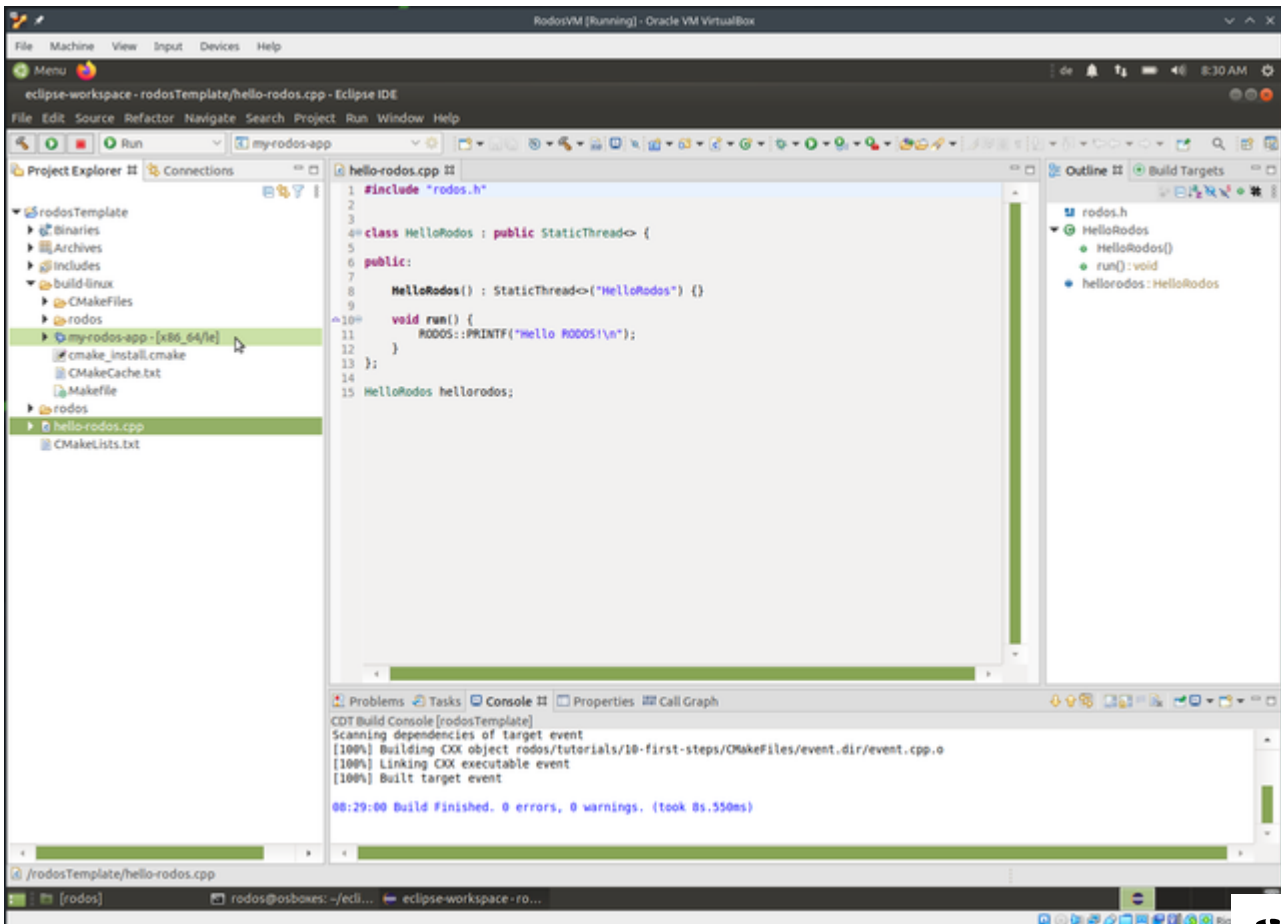 RodosVM [Running] - Oracle VM VirtualBox
File Machine View Input Devices Help
Menu de 8:30 AM
eclipse-workspace - rodosTemplate/hello-rodos.cpp - Eclipse IDE
File Edit Source Refactor Navigate Search Project Run Window Help
Run my-rodos-app
Project Explorer Connections
rodosTemplate
Binaries
Archives
Includes
build-linux
CMakeFiles
rodos
my-rodos-app - [x86_64/le]
cmake_install.cmake
CMakeCache.txt
Makefile
rodos
hello-rodos.cpp
CMakeLists.txt
hello-rodos.cpp
1 #include "rodos.h"
2
3
4 class HelloRodos : public StaticThread<> {
5
6 public:
7
8 HelloRodos() : StaticThread<>("HelloRodos") {}
9
10 void run() {
11 RODOS::PRINTF("Hello RODOS!\n");
12 }
13 };
14
15 HelloRodos hellorodos;
Outline Build Targets
rodos.h
HelloRodos
HelloRodos()
run() : void
hellorodos : HelloRodos
Problems Tasks Console Properties Call Graph
CDT Build Console [rodosTemplate]
Scanning dependencies of target event
[100%] Building CXX object rodos/tutorials/10-first-steps/CMakeFiles/event.dir/event.cpp.o
[100%] Linking CXX executable event
[100%] Built target event
08:29:00 Build Finished. 0 errors, 0 warnings. (took 8s.550ms)
/rodosTemplate/hello-rodos.cpp
[rodos] rodos@osboxes: ~/ecli... eclipse-workspace - ro...